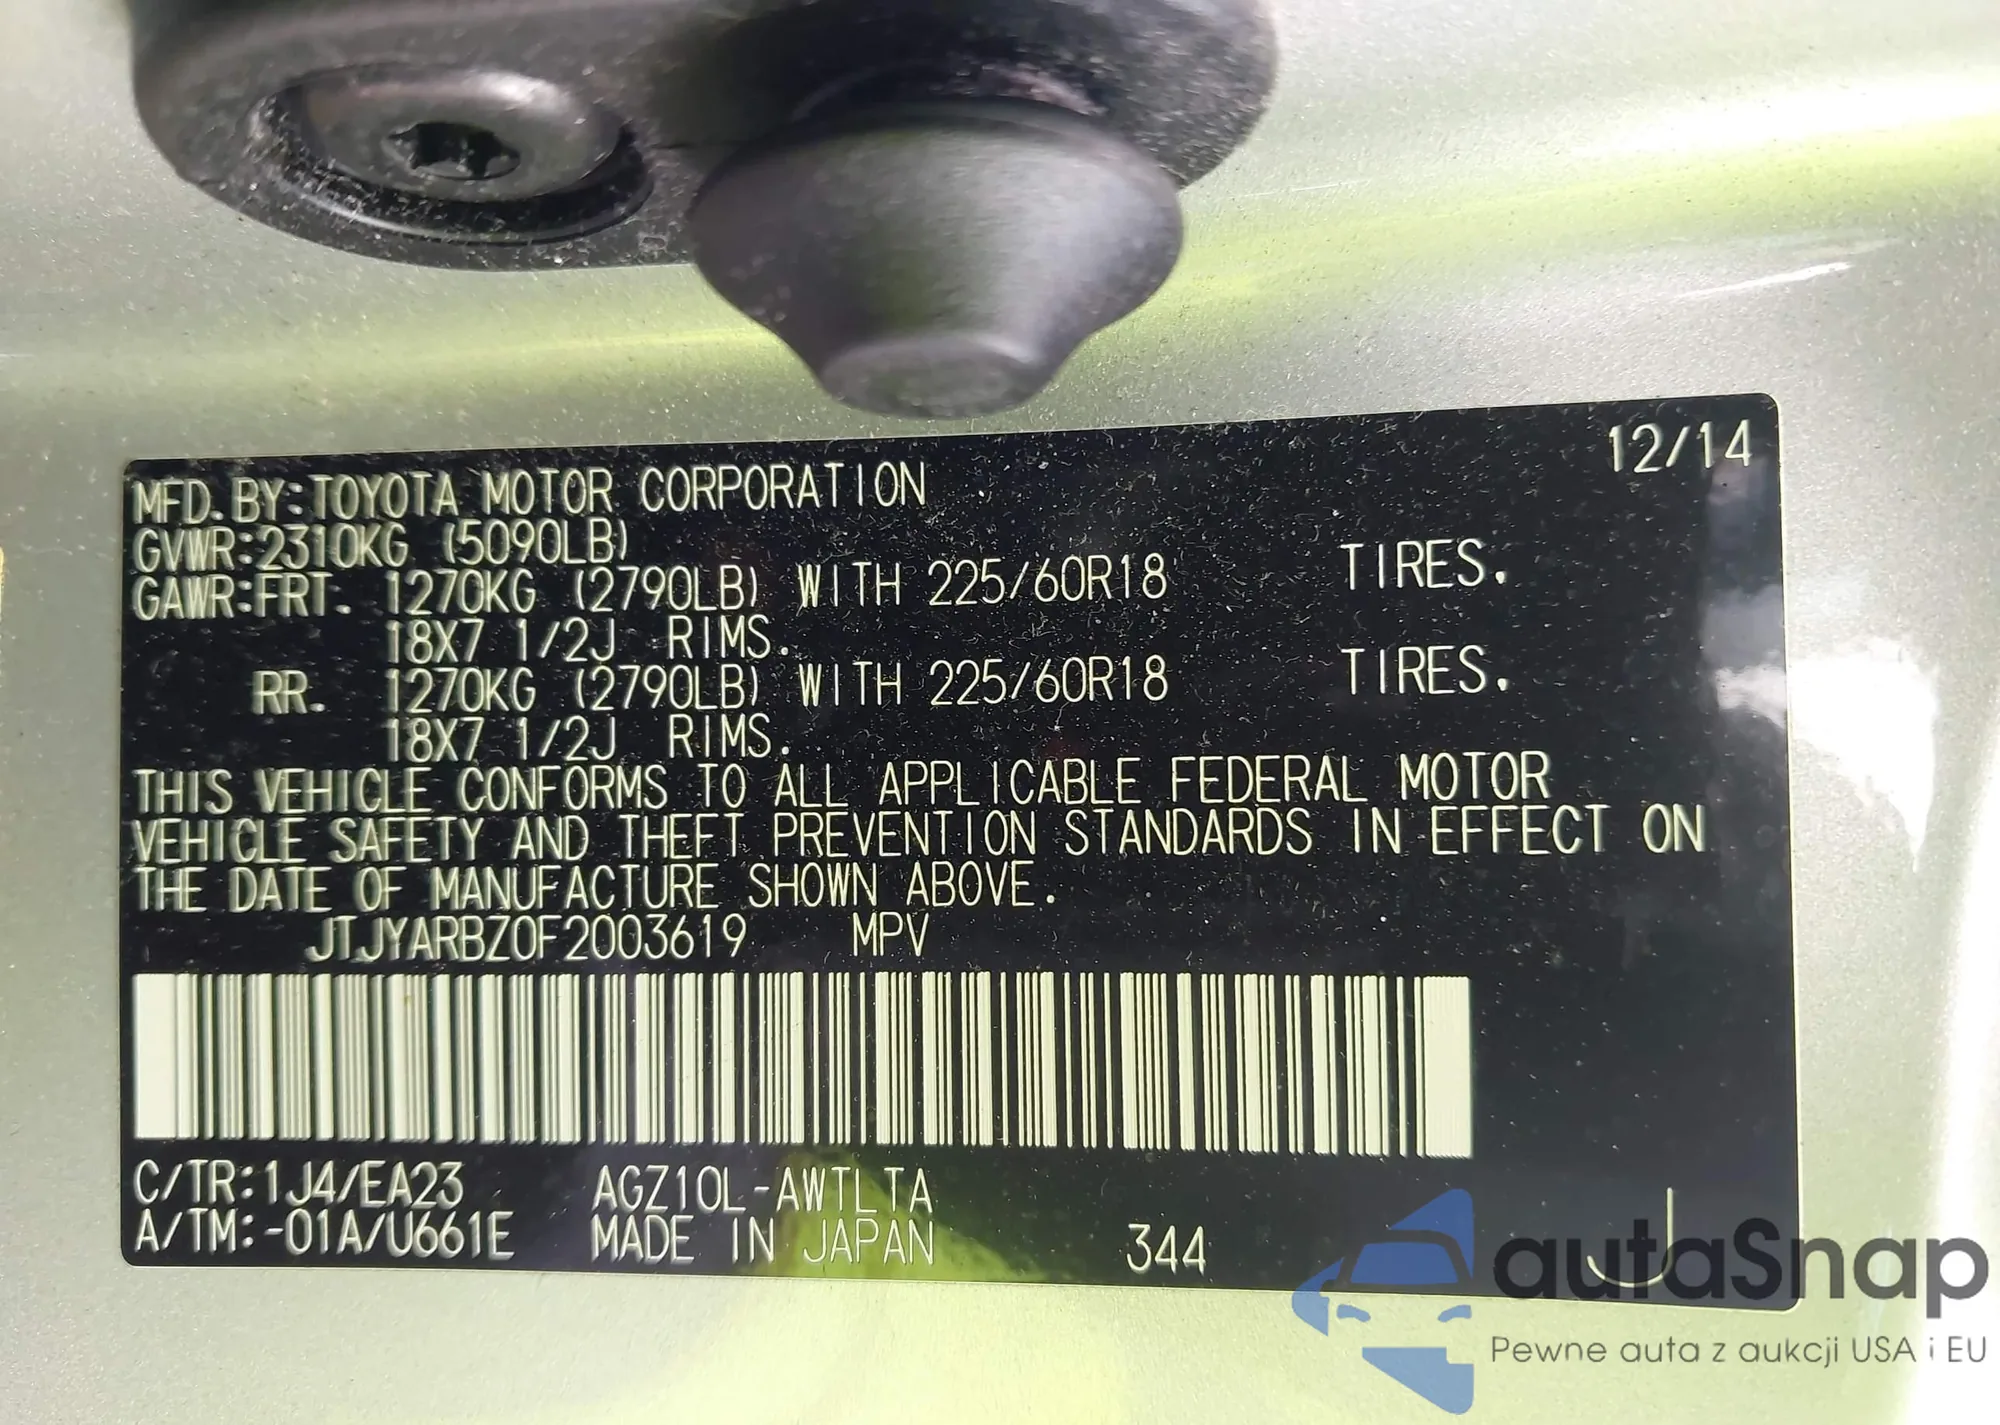 12/14
MFD. BY:TOYOTA MOTOR CORPORATION
GVWR:2310KG (5090LB)
GAWR:FRT. 1270KG (2790LB) WITH 225/60R18 TIRES.
18X7 1/2J RIMS.
RR. 1270KG (2790LB) WITH 225/60R18 TIRES.
18X7 1/2J RIMS.
THIS VEHICLE CONFORMS TO ALL APPLICABLE FEDERAL MOTOR
VEHICLE SAFETY AND THEFT PREVENTION STANDARDS IN EFFECT ON
THE DATE OF MANUFACTURE SHOWN ABOVE.
JTJYARBZ0F2003619 MPV
C/TR:1J4/EA23 AGZ10L-AWTLTA
A/TM:-01A/U661E MADE IN JAPAN 344 J
autaSnap
Pewne auta z aukcji USA i EU